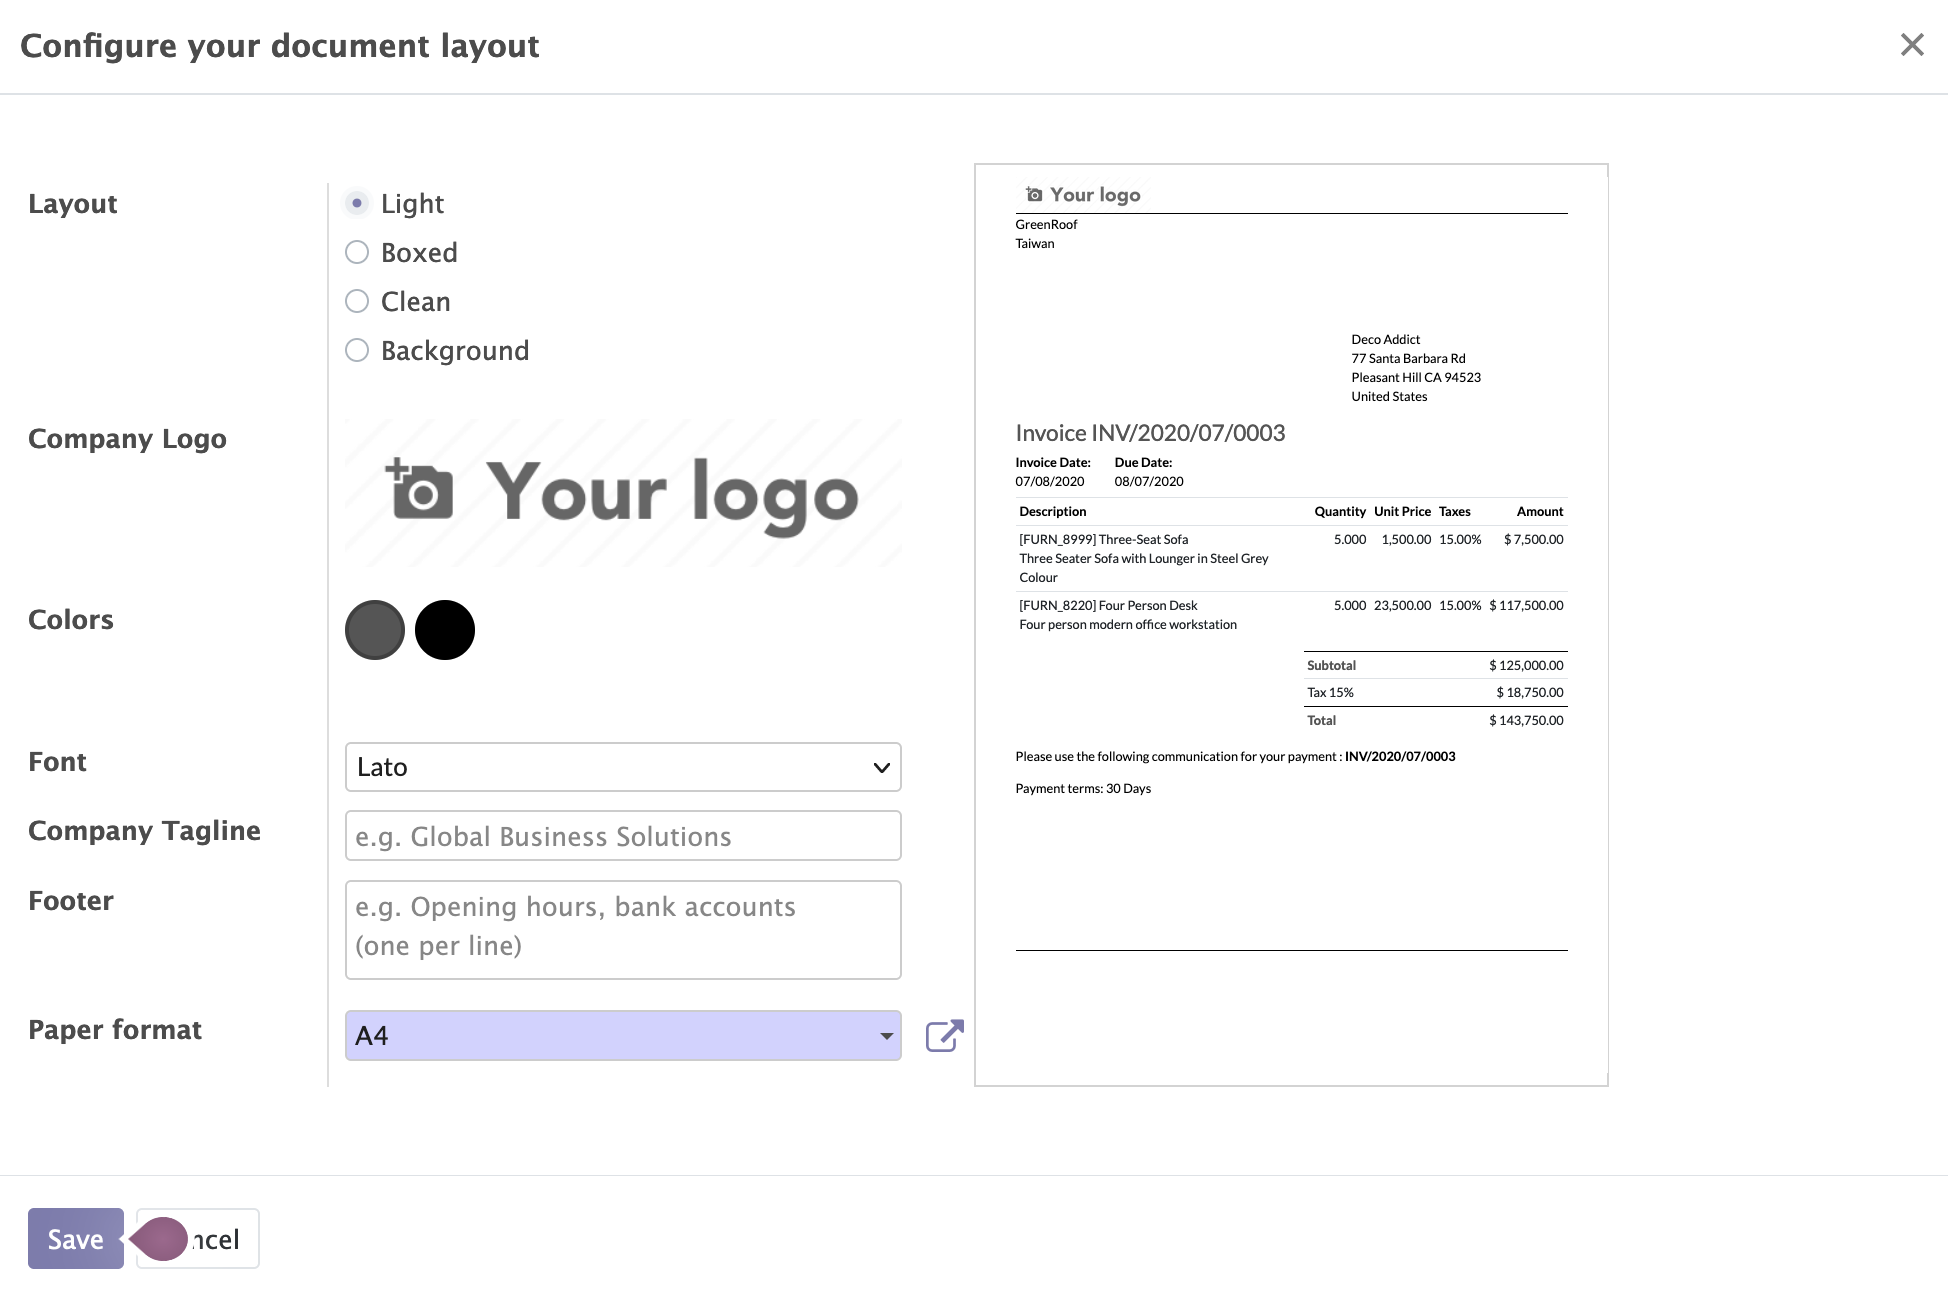 Configure your document layout
Layout
Light
Boxed
Clean
Background
Company Logo
Your logo
Colors
Font
Lato
Company Tagline
e.g. Global Business Solutions
Footer
e.g. Opening hours, bank accounts
(one per line)
Paper format
A4
Your logo
GreenRoof
Taiwan
Deco Addict
77 Santa Barbara Rd
Pleasant Hill CA 94523
United States
Invoice INV/2020/07/0003
Invoice Date: Due Date:
07/08/2020 08/07/2020
Description Quantity Unit Price Taxes Amount
[FURN_8999] Three-Seat Sofa 5.000 1,500.00 15.00% $ 7,500.00
Three Seater Sofa with Lounger in Steel Grey
Colour
[FURN_8220] Four Person Desk 5.000 23,500.00 15.00% $ 117,500.00
Four person modern office workstation
Subtotal $ 125,000.00
Tax 15% $ 18,750.00
Total $ 143,750.00
Please use the following communication for your payment : INV/2020/07/0003
Payment terms: 30 Days
Save